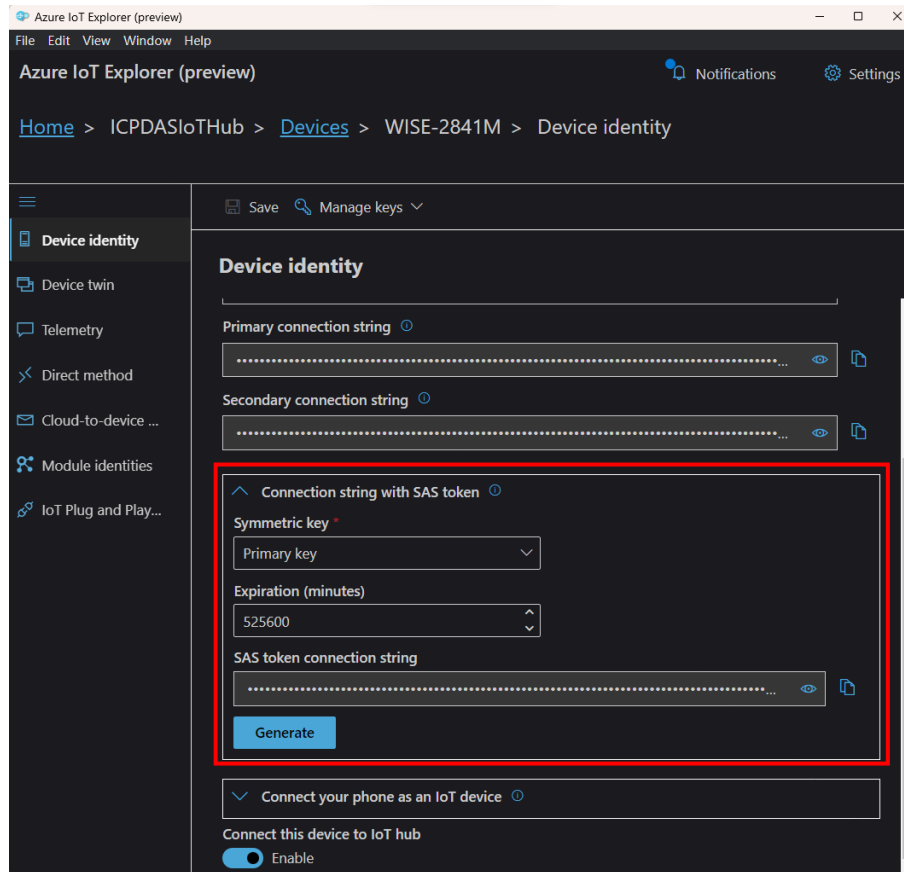 Azure IoT Explorer (preview)
File Edit View Window Help
Azure IoT Explorer (preview)
Notifications
Settings
Home > ICPDASIoTHub > Devices > WISE-2841M > Device identity
Save
Manage keys
Device identity
Device twin
Telemetry
Direct method
Cloud-to-device ...
Module identities
IoT Plug and Play...
Device identity
Primary connection string
Secondary connection string
Connection string with SAS token
Symmetric key *
Primary key
Expiration (minutes)
525600
SAS token connection string
Generate
Connect your phone as an IoT device
Connect this device to IoT hub
Enable